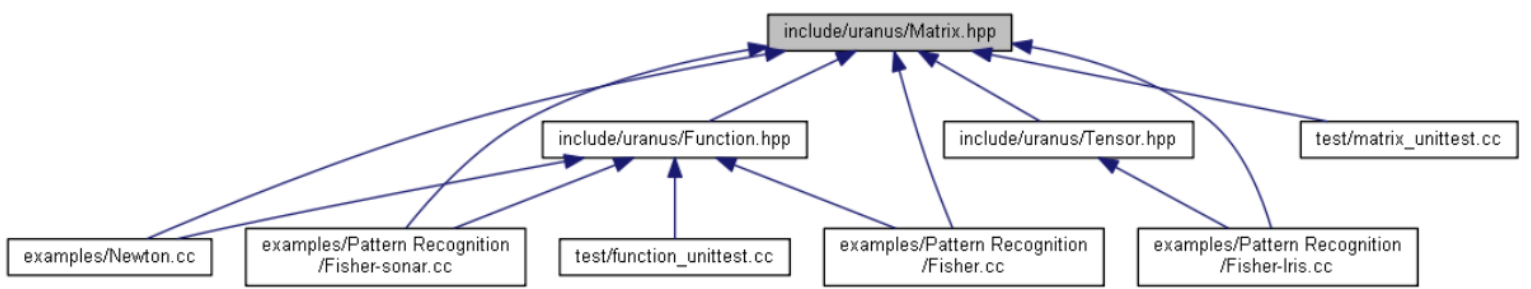 include/uranus/Matrix.hpp
include/uranus/Function.hpp
include/uranus/Tensor.hpp
test/matrix_unittest.cc
examples/Newton.cc
examples/Pattern Recognition
/Fisher-sonar.cc
test/function_unittest.cc
examples/Pattern Recognition
/Fisher.cc
examples/Pattern Recognition
/Fisher-Iris.cc